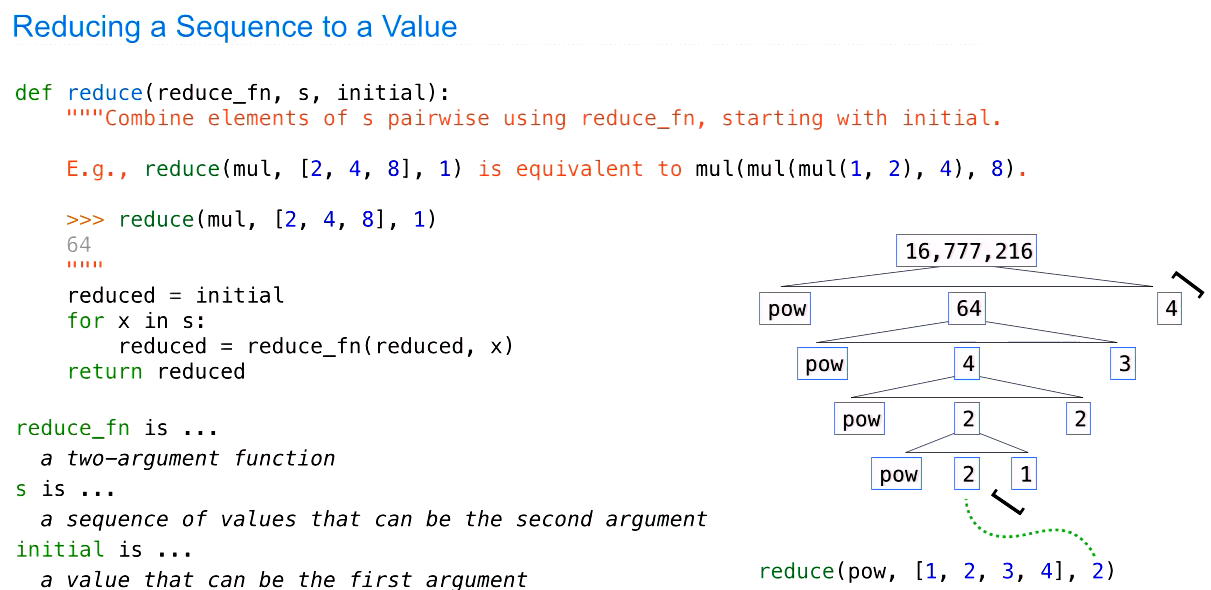 Reducing a Sequence to a Value
def reduce(reduce_fn, s, initial):
"""Combine elements of s pairwise using reduce_fn, starting with initial.
E.g., reduce(mul, [2, 4, 8], 1) is equivalent to mul(mul(mul(1, 2), 4), 8).
>>> reduce(mul, [2, 4, 8], 1)
64
"""
reduced = initial
for x in s:
reduced = reduce_fn(reduced, x)
return reduced
reduce_fn is ...
a two-argument function
s is ...
a sequence of values that can be the second argument
initial is ...
a value that can be the first argument
16,777,216
pow 64 4 ]
pow 4 3
pow 2 2
pow 2 1
[
reduce(pow, [1, 2, 3, 4], 2)